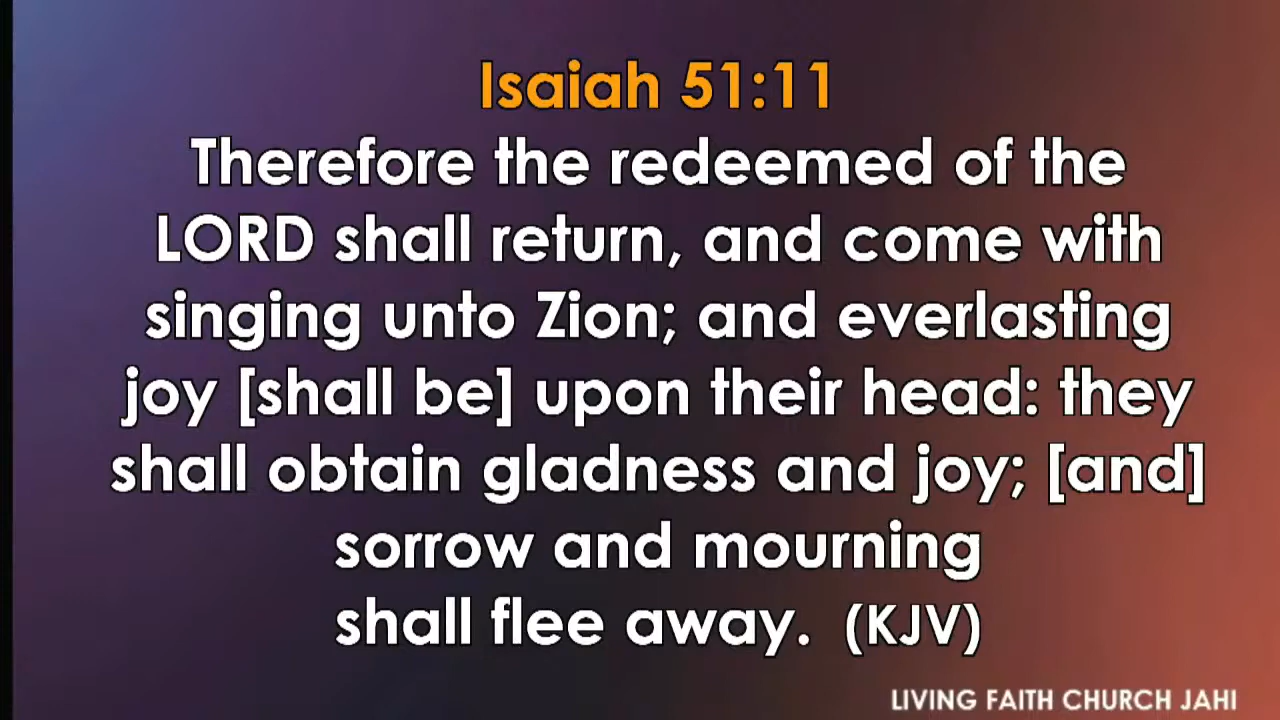 Isaiah 51:11
Therefore the redeemed of the
LORD shall return, and come with
singing unto Zion; and everlasting
joy [shall be] upon their head: they
shall obtain gladness and joy; [and]
sorrow and mourning
shall flee away. (KJV)
LIVING FAITH CHURCH JAHI